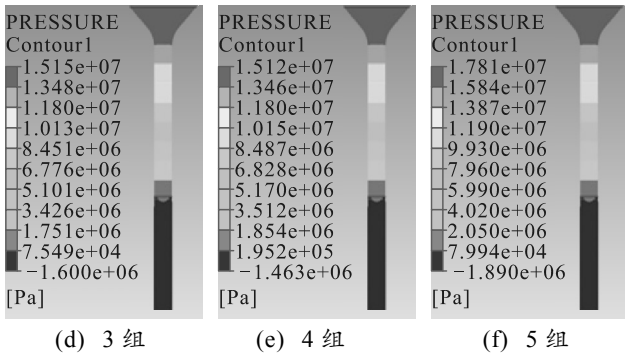 PRESSURE
Contour1
1.515e+07
1.348e+07
1.180e+07
1.013e+07
8.451e+06
6.776e+06
5.101e+06
3.426e+06
1.751e+06
7.549e+04
−1.600e+06
[Pa]
(d) 3 组
PRESSURE
Contour1
1.512e+07
1.346e+07
1.180e+07
1.015e+07
8.487e+06
6.828e+06
5.170e+06
3.512e+06
1.854e+06
1.952e+05
−1.463e+06
[Pa]
(e) 4 组
PRESSURE
Contour1
1.781e+07
1.584e+07
1.387e+07
1.190e+07
9.930e+06
7.960e+06
5.990e+06
4.020e+06
2.050e+06
7.994e+04
−1.890e+06
[Pa]
(f) 5 组